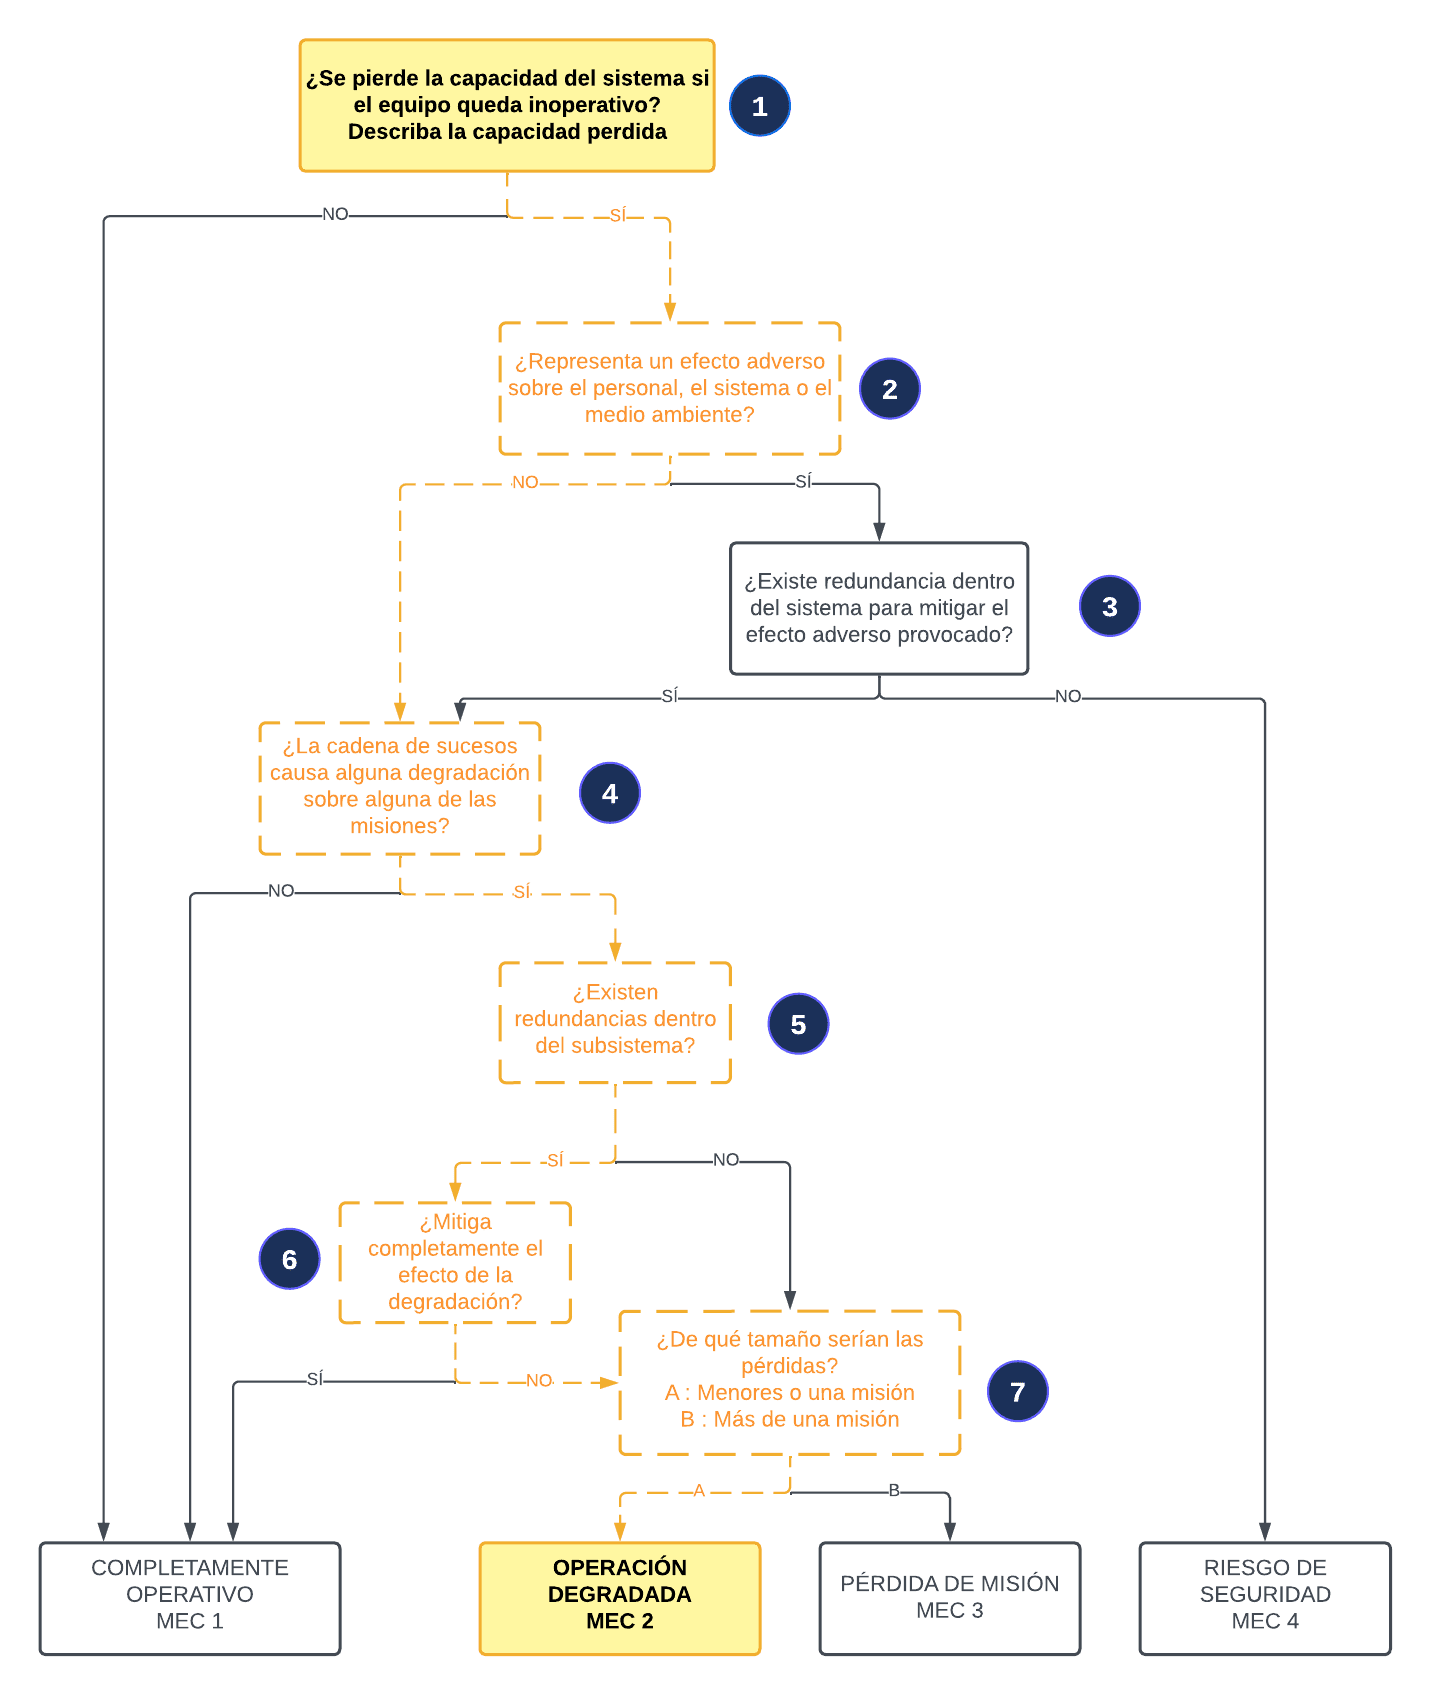 ¿Se pierde la capacidad del sistema si
el equipo queda inoperativo?
Describa la capacidad perdida
1
NO
SÍ
¿Representa un efecto adverso
sobre el personal, el sistema o el
medio ambiente?
2
NO
SÍ
¿Existe redundancia dentro
del sistema para mitigar el
efecto adverso provocado?
3
SÍ
NO
¿La cadena de sucesos
causa alguna degradación
sobre alguna de las
misiones?
4
NO
SÍ
¿Existen
redundancias dentro
del subsistema?
5
SÍ
NO
¿Mitiga
completamente el
efecto de la
degradación?
6
SÍ
NO
¿De qué tamaño serían las
pérdidas?
A : Menores o una misión
B : Más de una misión
7
A
B
COMPLETAMENTE
OPERATIVO
MEC 1
OPERACIÓN
DEGRADADA
MEC 2
PÉRDIDA DE MISIÓN
MEC 3
RIESGO DE
SEGURIDAD
MEC 4